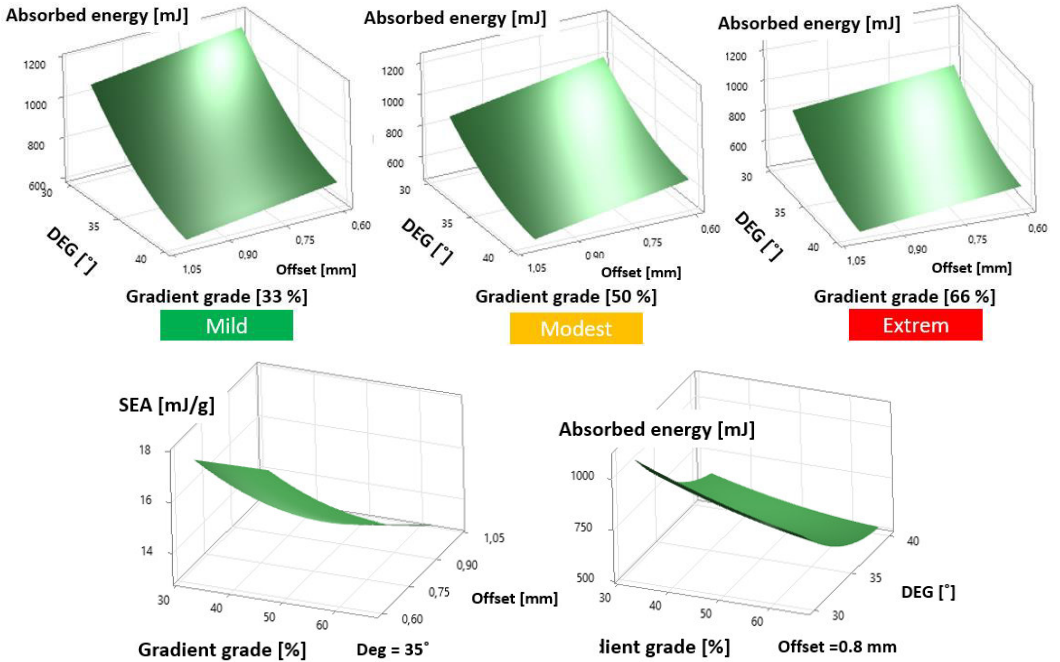 Absorbed energy [mJ]
1200
1000
800
600
30
35
40
DEG [˚]
1,05
0,90
0,75
0,60
Offset [mm]
Gradient grade [33 %]
Mild
Absorbed energy [mJ]
1200
1000
800
600
30
35
40
DEG [˚]
1,05
0,90
0,75
0,60
Offset [mm]
Gradient grade [50 %]
Modest
Absorbed energy [mJ]
1200
1000
800
600
30
35
40
DEG [˚]
1,05
0,90
0,75
0,60
Offset [mm]
Gradient grade [66 %]
Extrem
SEA [mJ/g]
18
16
14
30
40
50
60
1,05
0,90
0,75
0,60
Offset [mm]
Gradient grade [%]
Deg = 35˚
Absorbed energy [mJ]
1000
750
500
30
40
50
60
40
35
30
DEG [˚]
dient grade [%]
Offset =0.8 mm